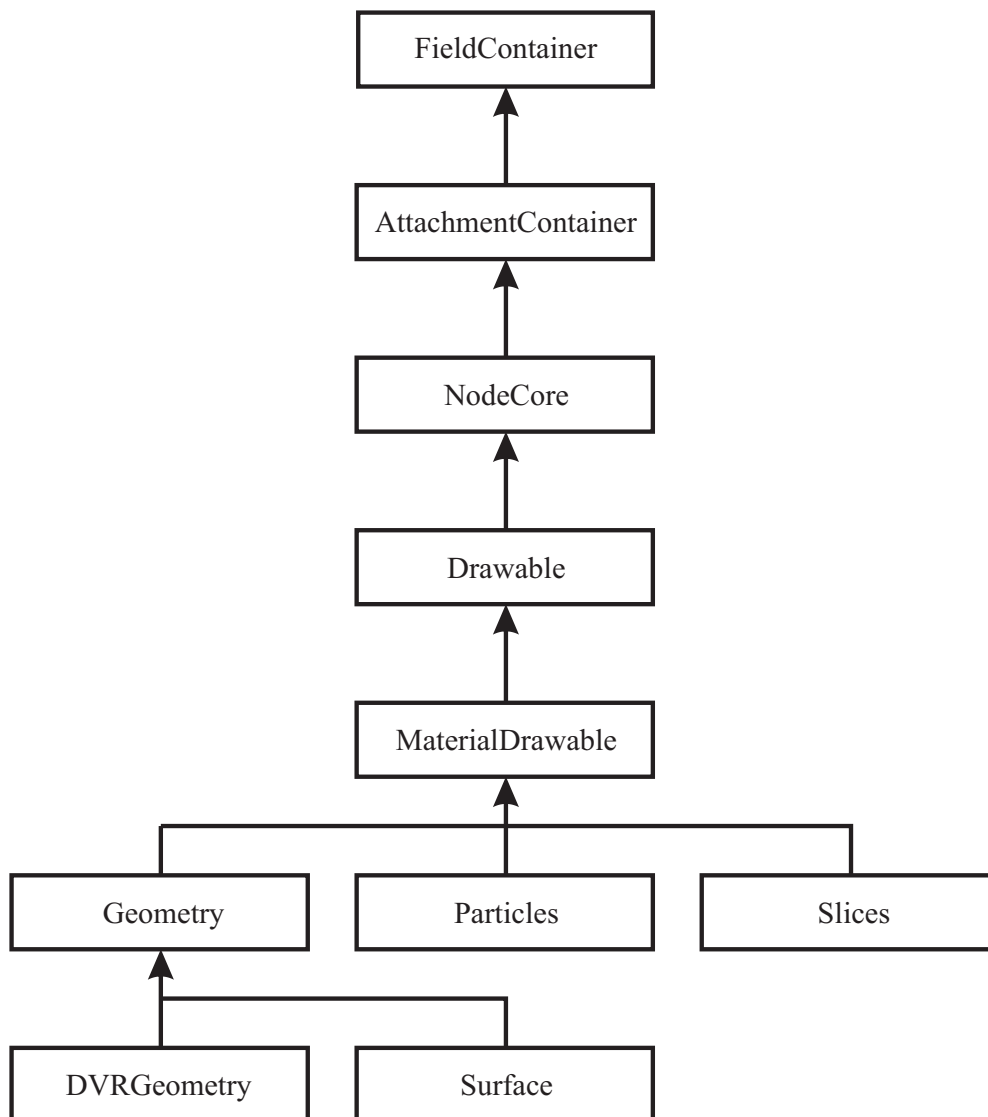 FieldContainer
AttachmentContainer
NodeCore
Drawable
MaterialDrawable
Geometry
Particles
Slices
DVRGeometry
Surface